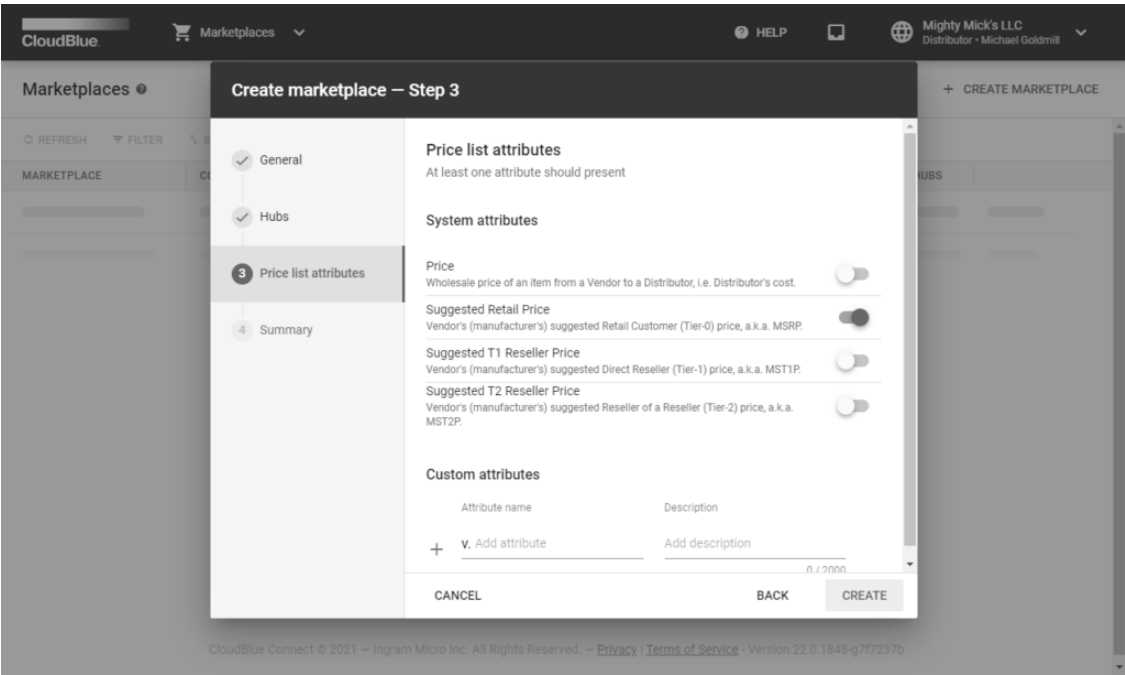 CloudBlue
Marketplaces
HELP
Mighty Mick's LLC
Distributor • Michael Goldmill
Marketplaces
+ CREATE MARKETPLACE
REFRESH
FILTER
MARKETPLACE
HUBS
Create marketplace — Step 3
General
Hubs
3 Price list attributes
4 Summary
Price list attributes
At least one attribute should present
System attributes
Price
Wholesale price of an item from a Vendor to a Distributor, i.e. Distributor's cost.
Suggested Retail Price
Vendor's (manufacturer's) suggested Retail Customer (Tier-0) price, a.k.a. MSRP.
Suggested T1 Reseller Price
Vendor's (manufacturer's) suggested Direct Reseller (Tier-1) price, a.k.a. MST1P.
Suggested T2 Reseller Price
Vendor's (manufacturer's) suggested Reseller of a Reseller (Tier-2) price, a.k.a.
MST2P.
Custom attributes
Attribute name Description
+ v. Add attribute Add description
0 / 2000
CANCEL BACK CREATE
CloudBlue Connect © 2021 — Ingram Micro Inc. All Rights Reserved. — Privacy | Terms of Service - Version 22.0.1848-g7f7237b